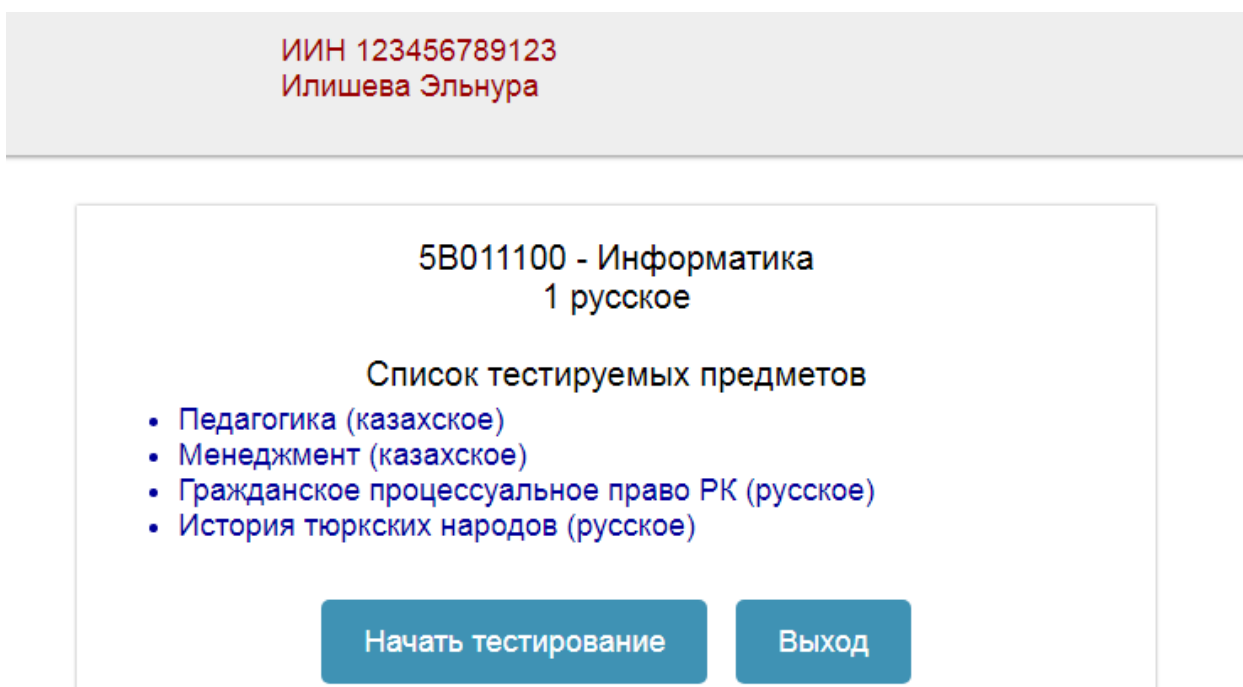 ИИН 123456789123
Илишева Эльнура
5В011100 - Информатика
1 русское
Список тестируемых предметов
• Педагогика (казахское)
• Менеджмент (казахское)
• Гражданское процессуальное право РК (русское)
• История тюркских народов (русское)
Начать тестирование Выход